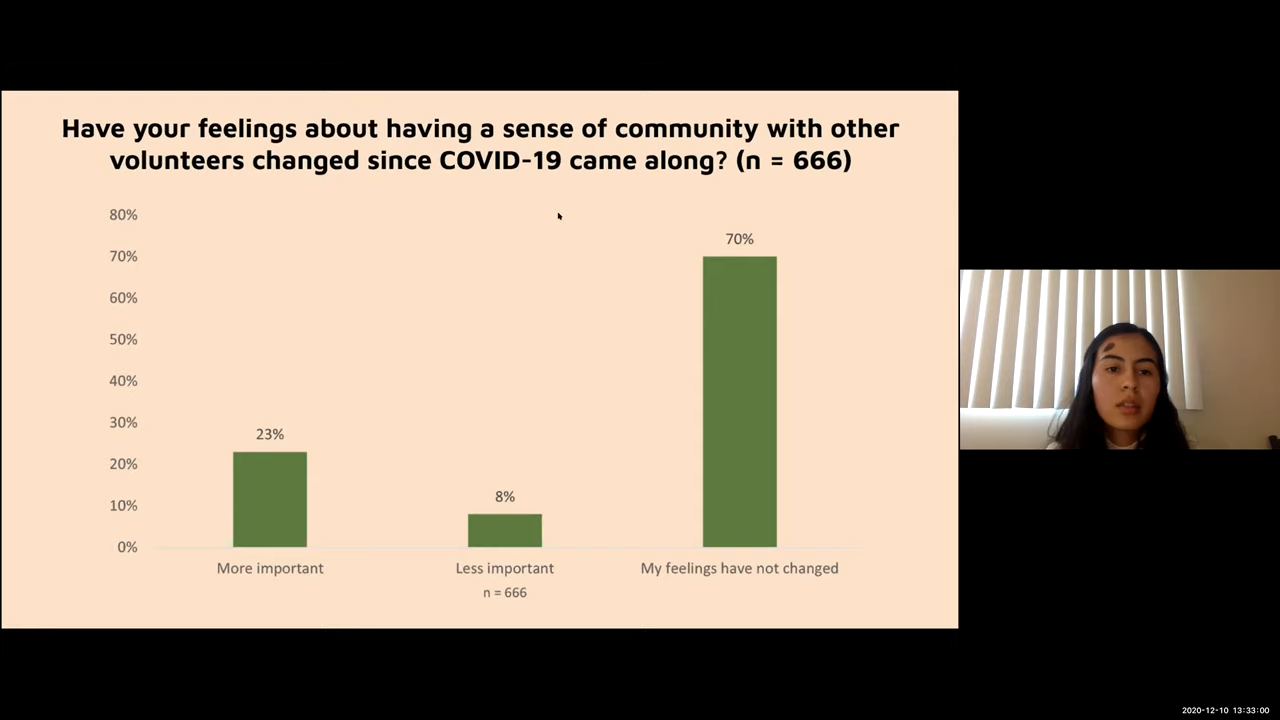 Have your feelings about having a sense of community with other
volunteers changed since COVID-19 came along? (n = 666)
80%
70%
60%
50%
40%
30%
20%
10%
0%
23%
8%
70%
More important
Less important
My feelings have not changed
n = 666
2020-12-10 13:33:00